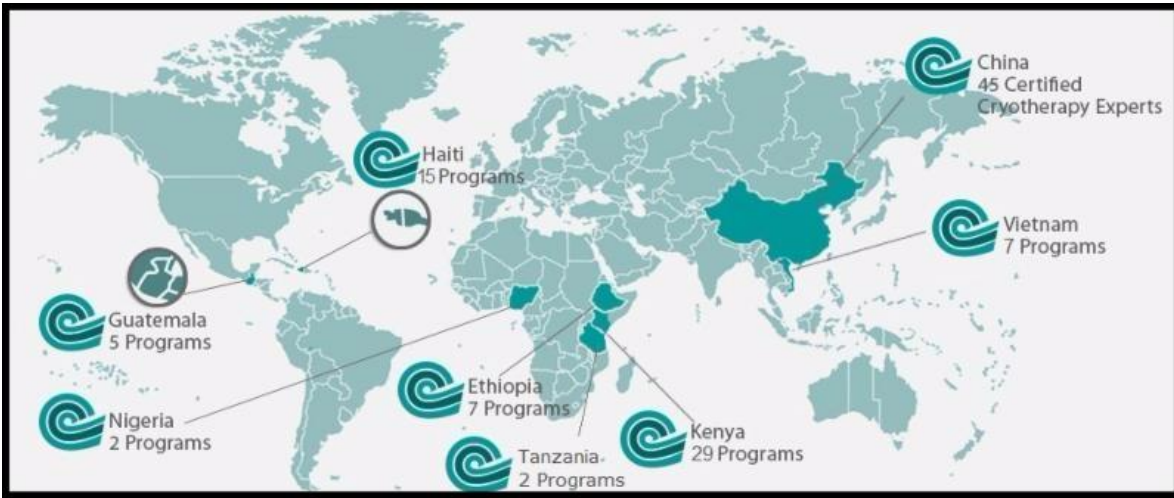 China
45 Certified
Cryotherapy Experts
Haiti
15 Programs
Vietnam
7 Programs
Guatemala
5 Programs
Ethiopia
7 Programs
Nigeria
2 Programs
Kenya
29 Programs
Tanzania
2 Programs